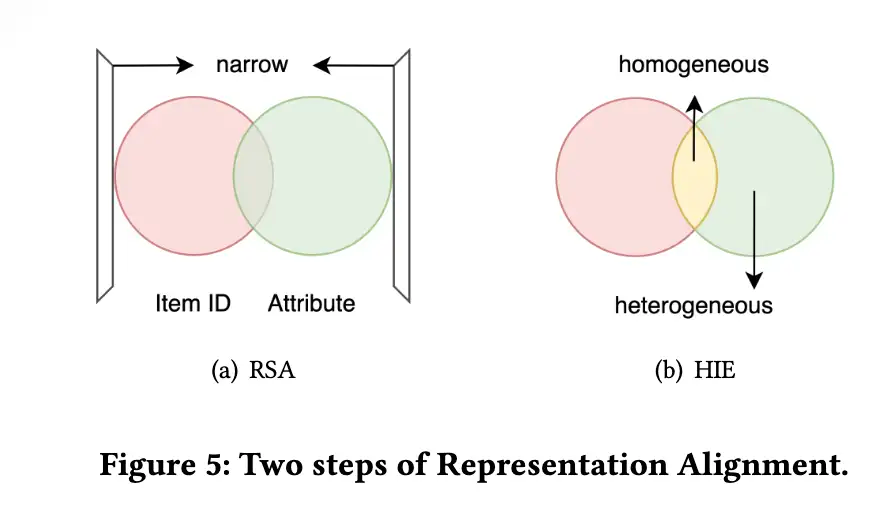 narrow
homogeneous
Item ID Attribute
heterogeneous
(a) RSA
(b) HIE
Figure 5: Two steps of Representation Alignment.